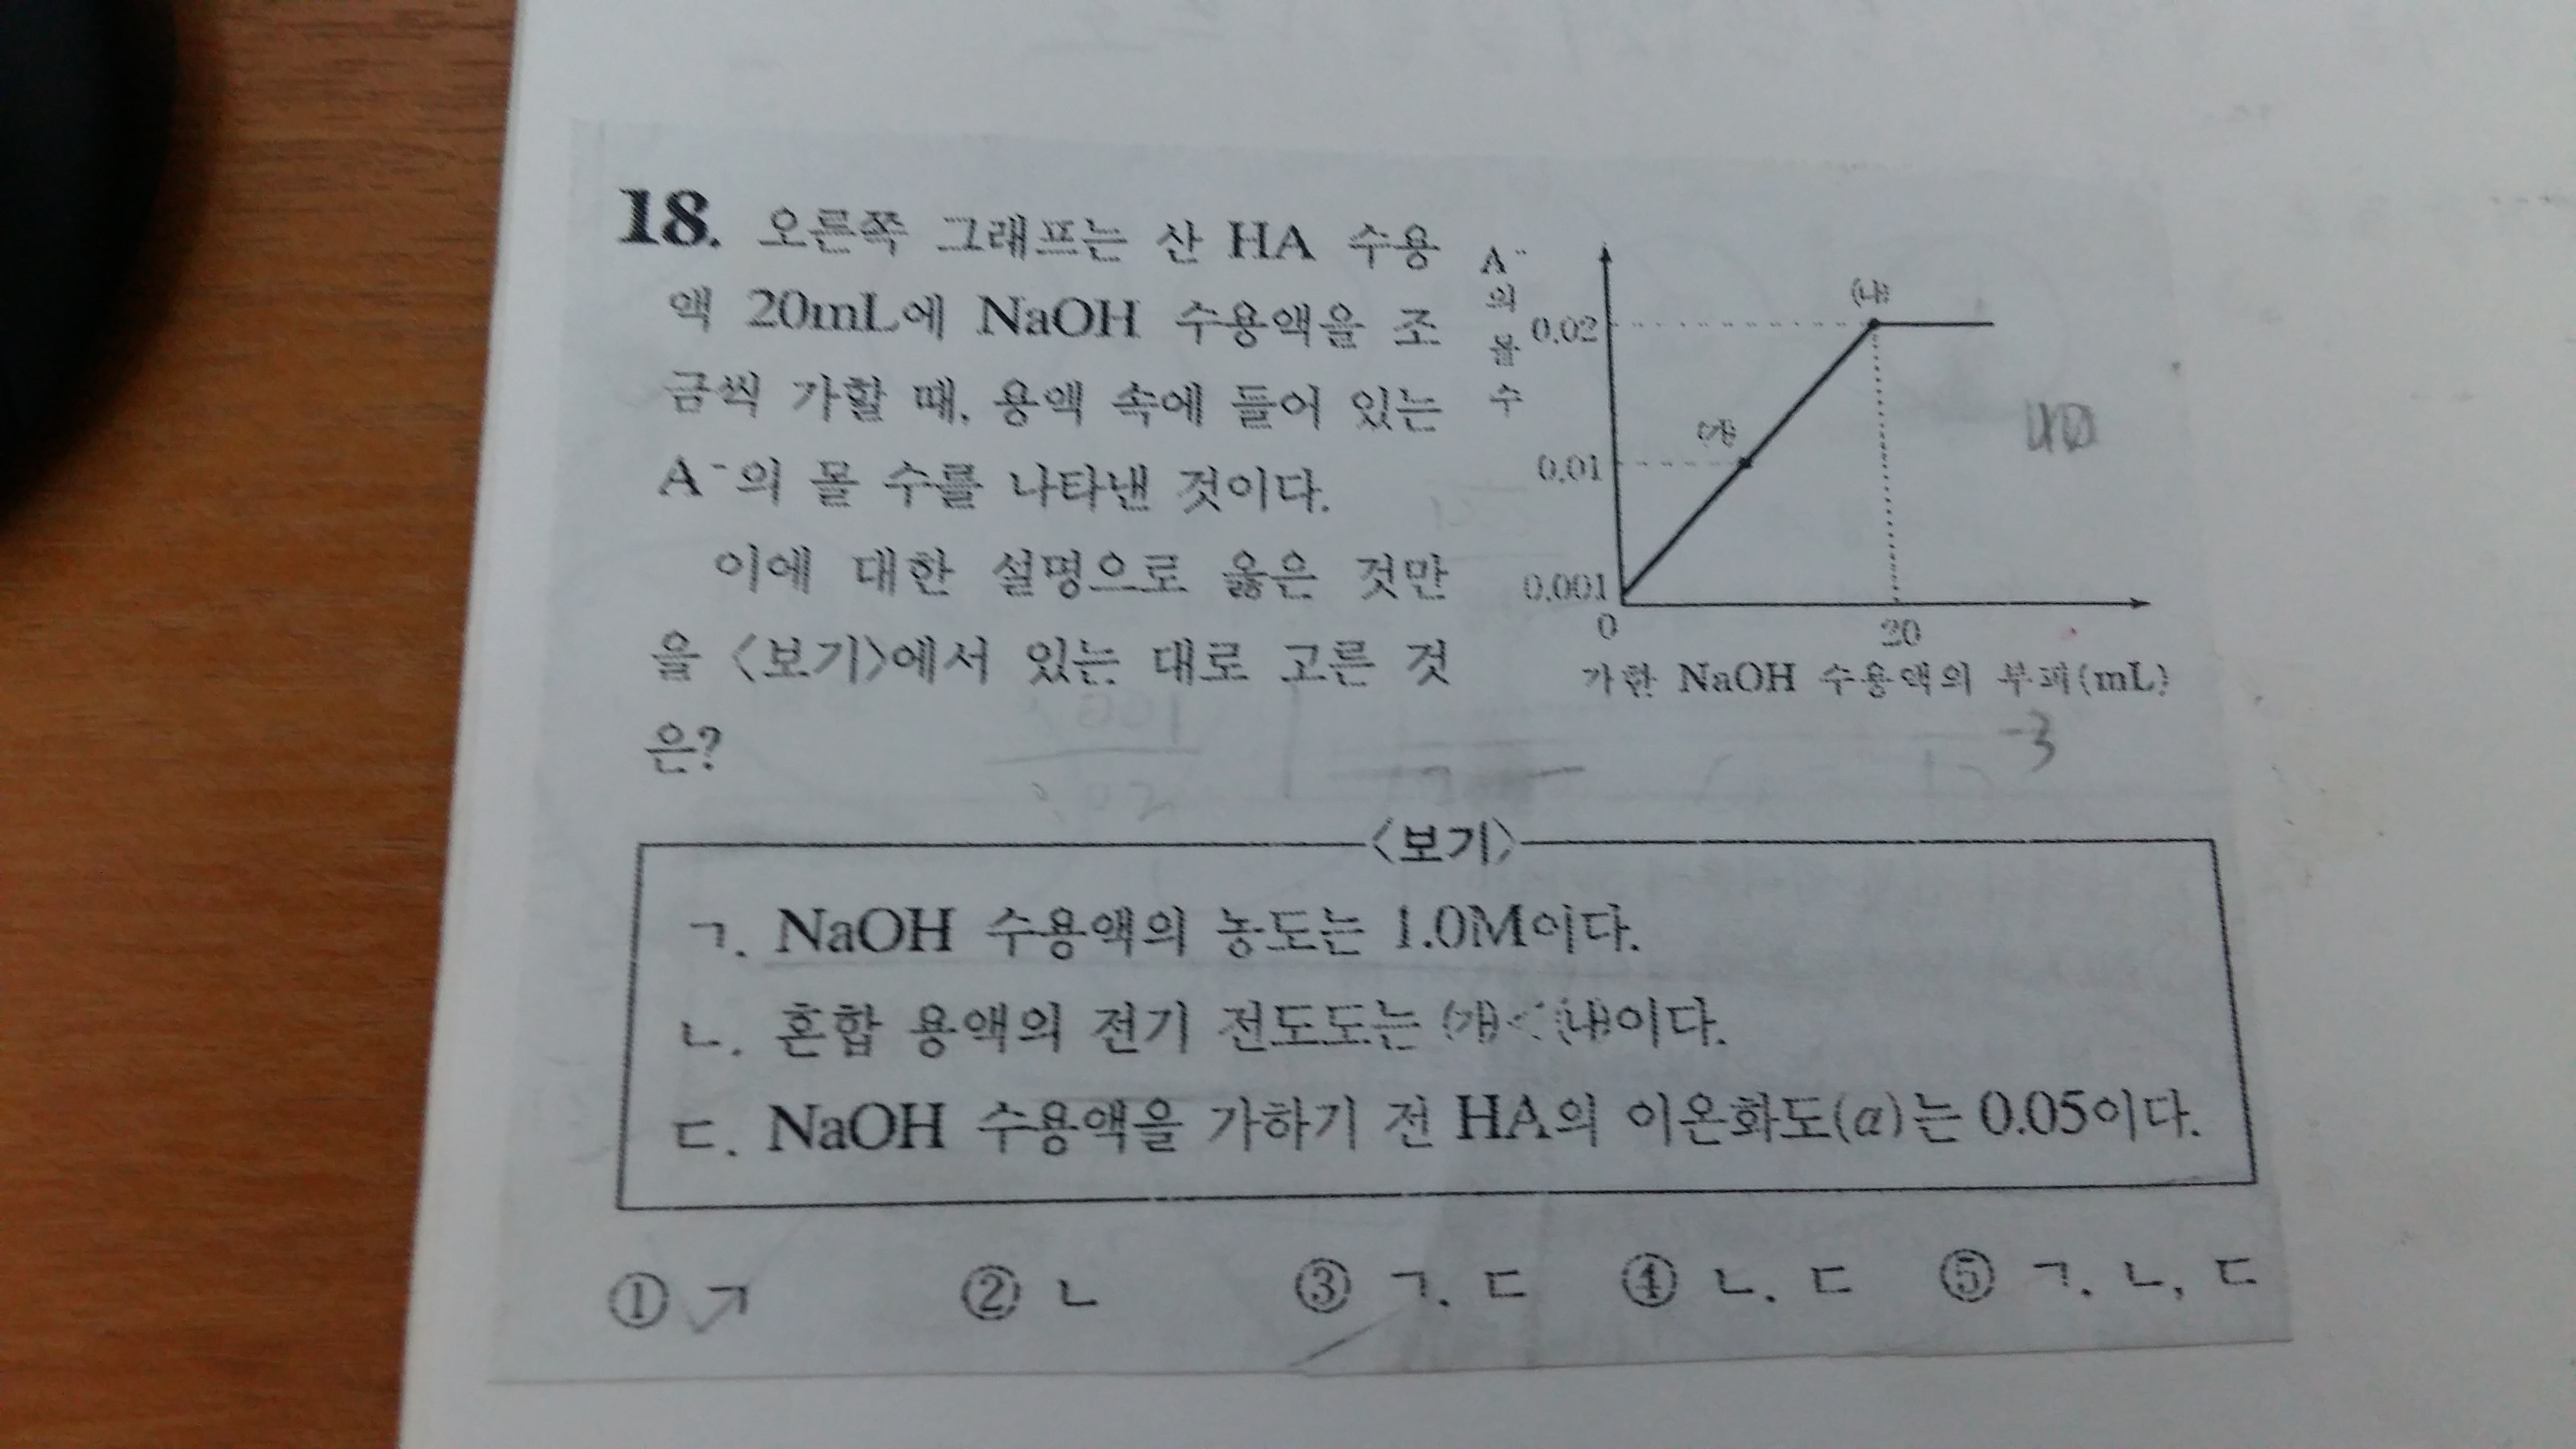 18. 오른쪽 그래프는 산 HA 수용
액 20mL에 NaOH 수용액을 조
금씩 가할 때, 용액 속에 들어 있는
A⁻의 몰 수를 나타낸 것이다.
이에 대한 설명으로 옳은 것만
을 〈보기〉에서 있는 대로 고른 것
은?
A⁻의 몰 수
(나)
0.02
(가)
0.01
0.001
0
20
가한 NaOH 수용액의 부피(mL)
-3
〈보기〉
ㄱ. NaOH 수용액의 농도는 1.0M이다.
ㄴ. 혼합 용액의 전기 전도도는 (가)<(나)이다.
ㄷ. NaOH 수용액을 가하기 전 HA의 이온화도(α)는 0.05이다.
① ㄱ ② ㄴ ③ ㄱ, ㄷ ④ ㄴ, ㄷ ⑤ ㄱ, ㄴ, ㄷ